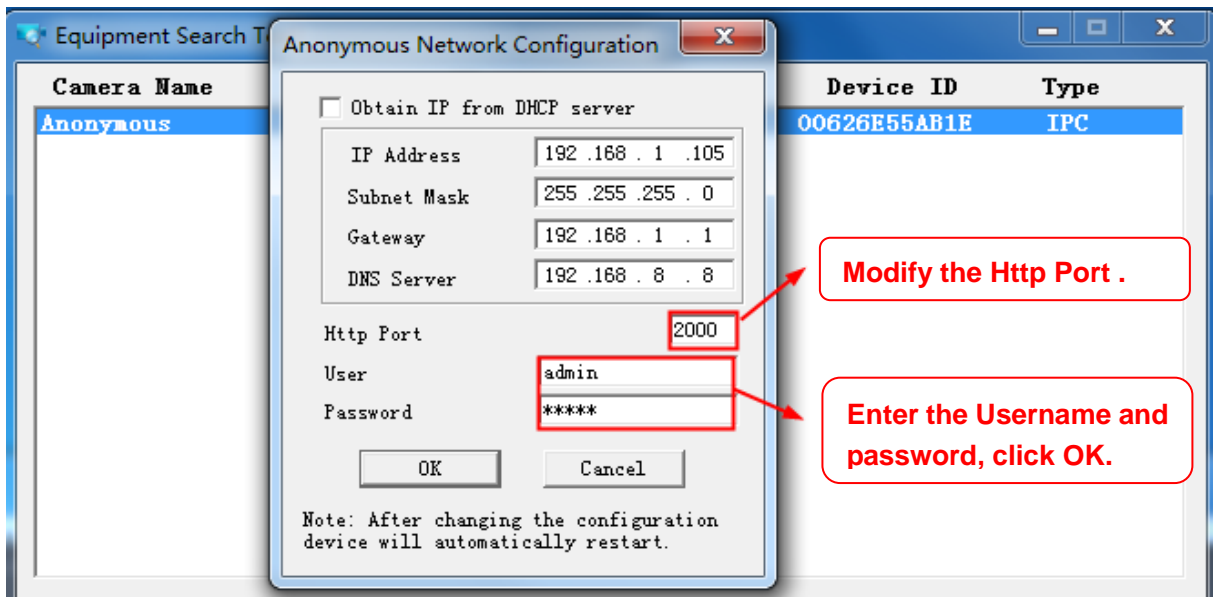 Equipment Search T
Anonymous Network Configuration
Camera Name
Device ID
Type
Anonymous
00626E55AB1E
IPC
Obtain IP from DHCP server
IP Address
192 .168 . 1 .105
Subnet Mask
255 .255 .255 . 0
Gateway
192 .168 . 1 . 1
DNS Server
192 .168 . 8 . 8
Modify the Http Port .
Http Port
2000
User
admin
Password
*****
Enter the Username and
password, click OK.
OK
Cancel
Note: After changing the configuration
device will automatically restart.